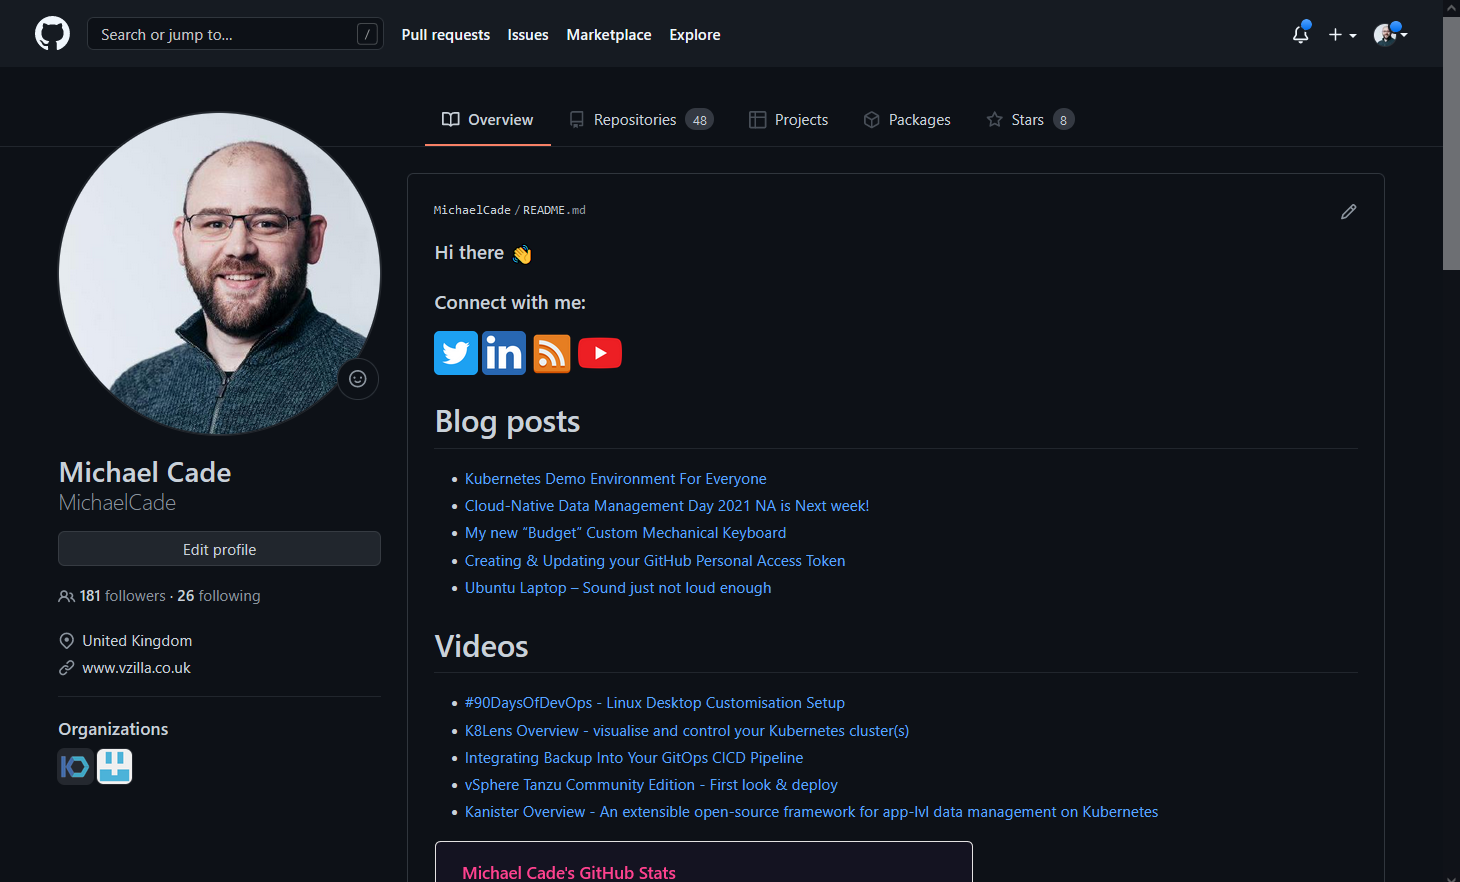 Search or jump to... /
Pull requests Issues Marketplace Explore
Overview Repositories 48 Projects Packages Stars 8
MichaelCade / README.md
Hi there 👋
Connect with me:
in
Blog posts
Kubernetes Demo Environment For Everyone
Cloud-Native Data Management Day 2021 NA is Next week!
My new “Budget” Custom Mechanical Keyboard
Creating & Updating your GitHub Personal Access Token
Ubuntu Laptop – Sound just not loud enough
Videos
#90DaysOfDevOps - Linux Desktop Customisation Setup
K8Lens Overview - visualise and control your Kubernetes cluster(s)
Integrating Backup Into Your GitOps CICD Pipeline
vSphere Tanzu Community Edition - First look & deploy
Kanister Overview - An extensible open-source framework for app-lvl data management on Kubernetes
Michael Cade's GitHub Stats
Michael Cade
MichaelCade
Edit profile
181 followers · 26 following
United Kingdom
www.vzilla.co.uk
Organizations